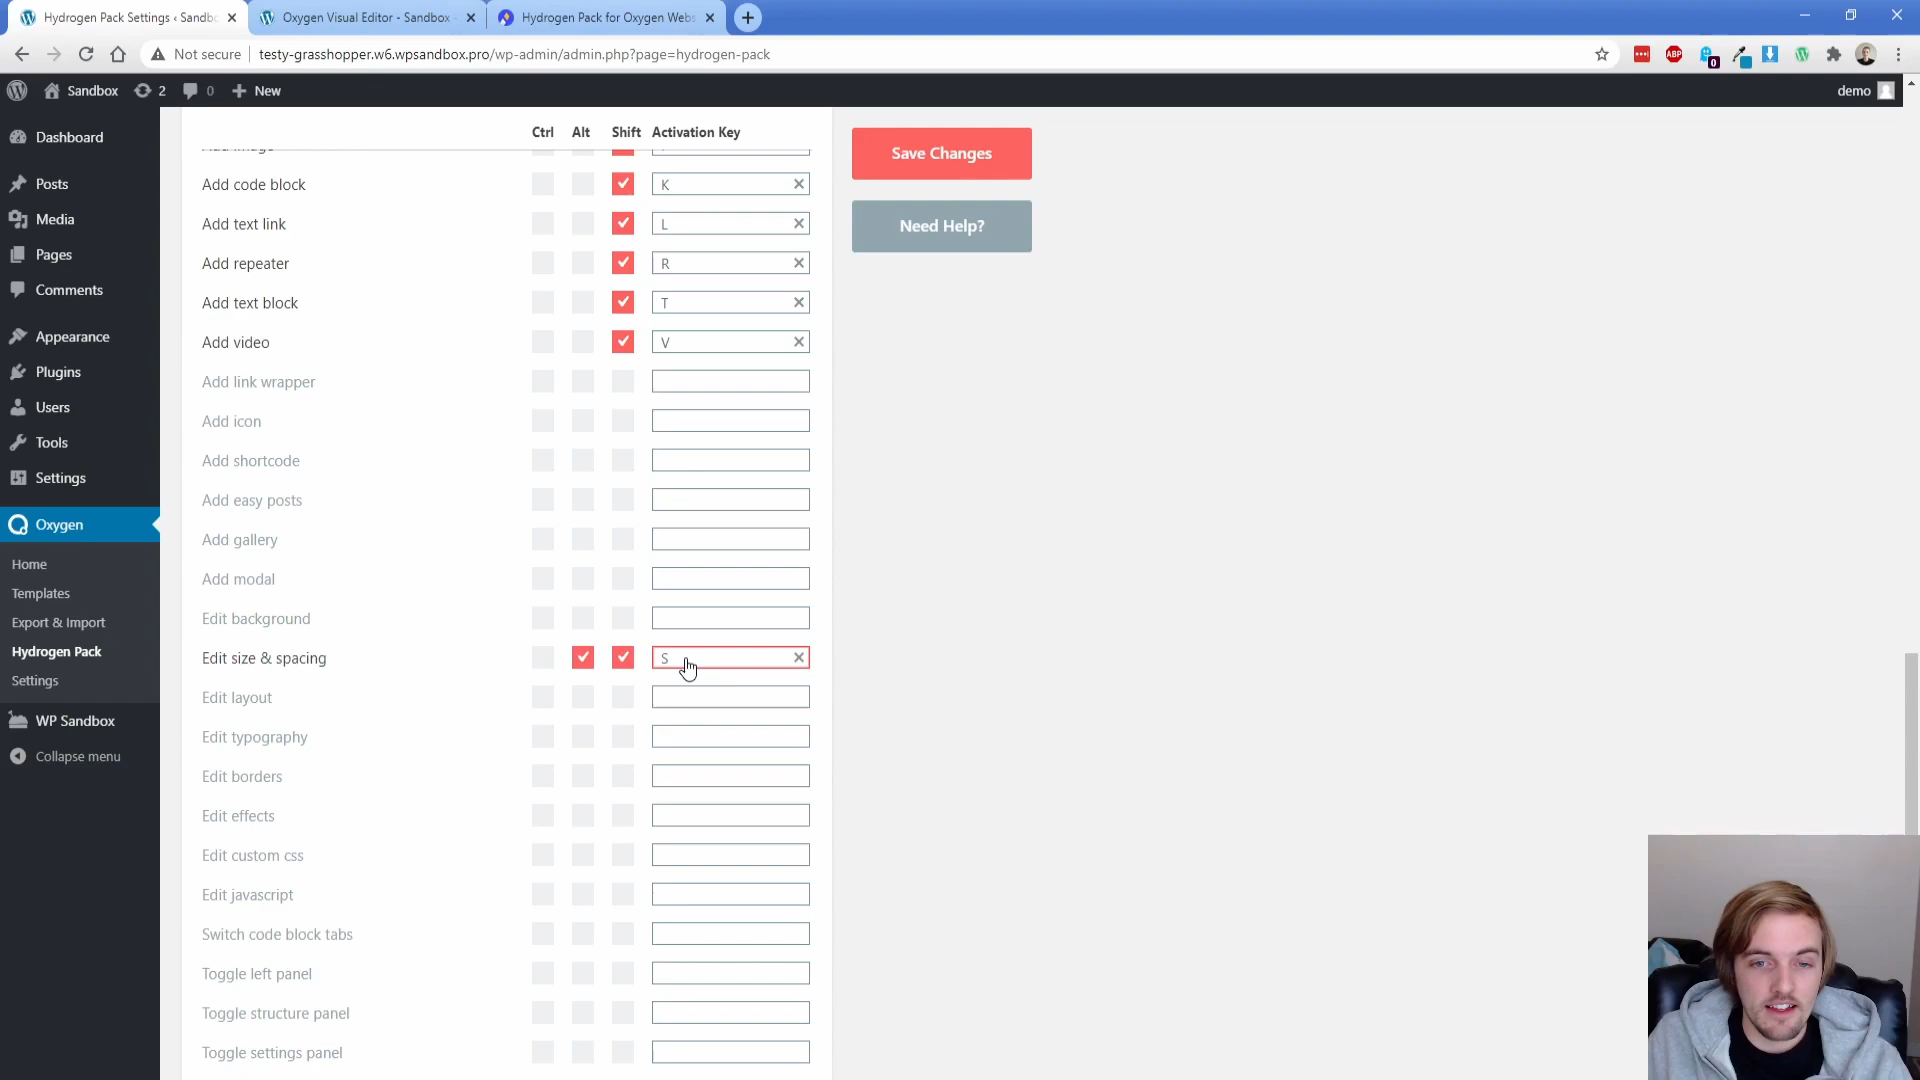 Hydrogen Pack Settings ‹ Sandbo
Oxygen Visual Editor - Sandbox -
Hydrogen Pack for Oxygen Webs
Not secure
testy-grasshopper.w6.wpsandbox.pro/wp-admin/admin.php?page=hydrogen-pack
ABP
0
Sandbox
2
0
New
demo
Dashboard
Posts
Media
Pages
Comments
Appearance
Plugins
Users
Tools
Settings
Oxygen
Home
Templates
Export & Import
Hydrogen Pack
Settings
WP Sandbox
Collapse menu
Ctrl Alt Shift Activation Key
Add image
Add code block K
Add text link L
Add repeater R
Add text block T
Add video V
Add link wrapper
Add icon
Add shortcode
Add easy posts
Add gallery
Add modal
Edit background
Edit size & spacing S
Edit layout
Edit typography
Edit borders
Edit effects
Edit custom css
Edit javascript
Switch code block tabs
Toggle left panel
Toggle structure panel
Toggle settings panel
Save Changes
Need Help?